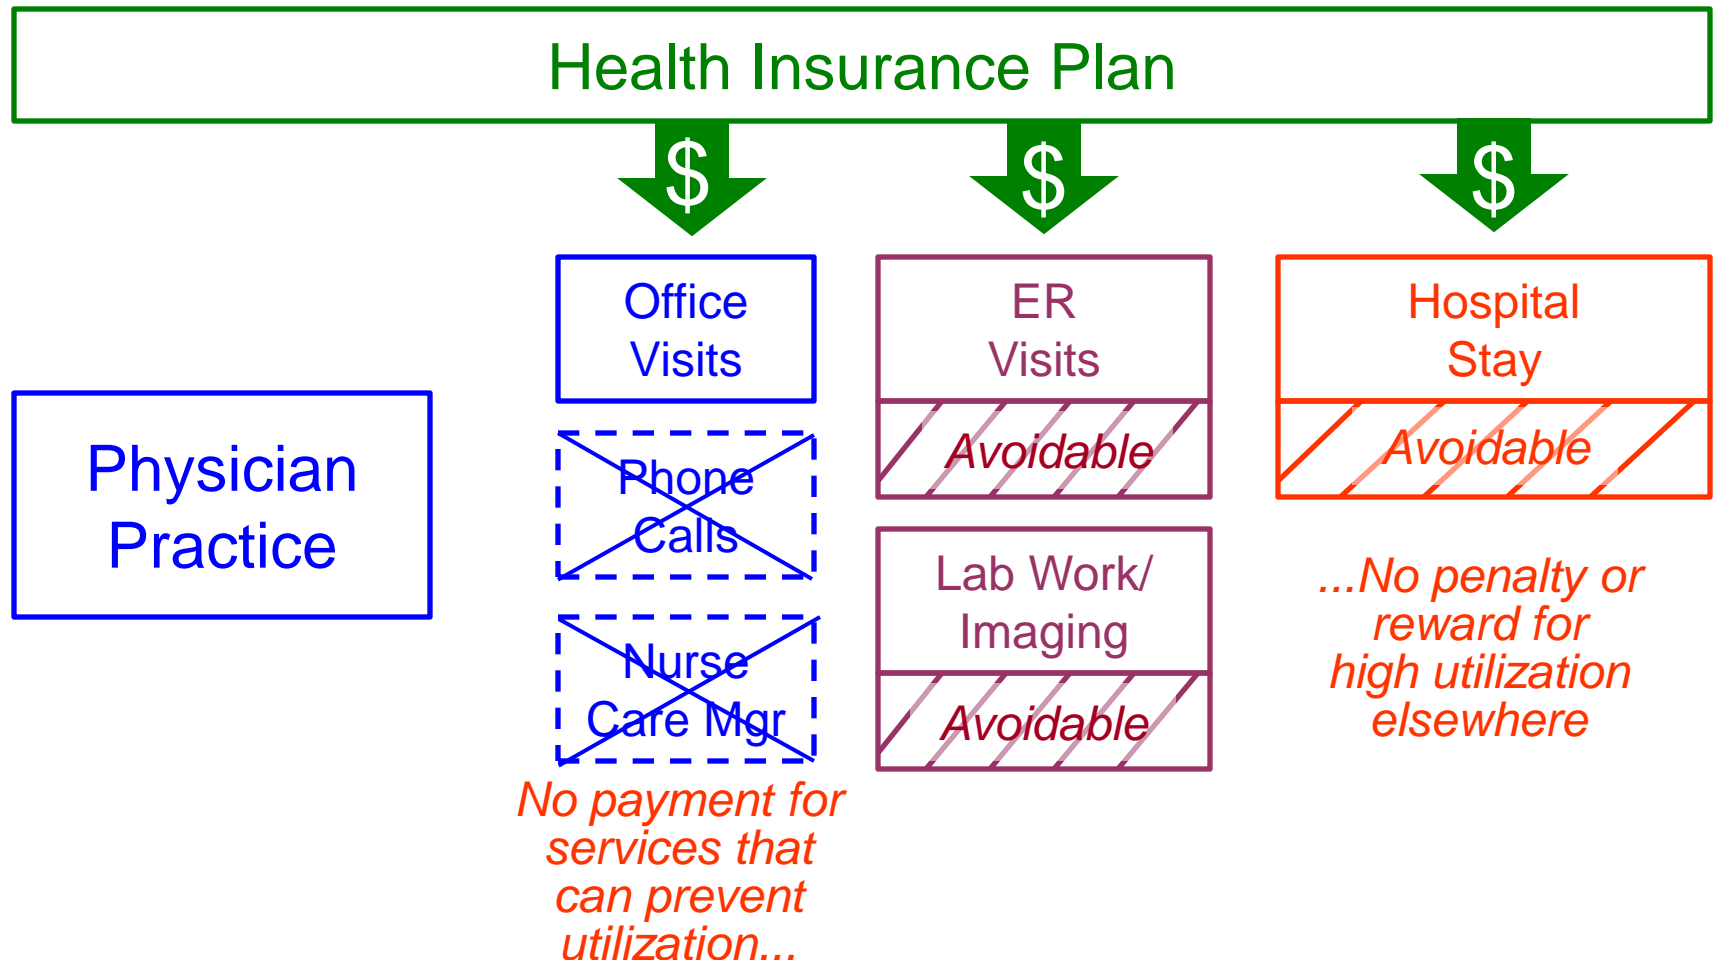 Health Insurance Plan
$
$
$
Physician
Practice
Office
Visits
Phone
Calls
Nurse
Care Mgr
No payment for
services that
can prevent
utilization...
ER
Visits
Avoidable
Lab Work/
Imaging
Avoidable
Hospital
Stay
Avoidable
...No penalty or
reward for
high utilization
elsewhere